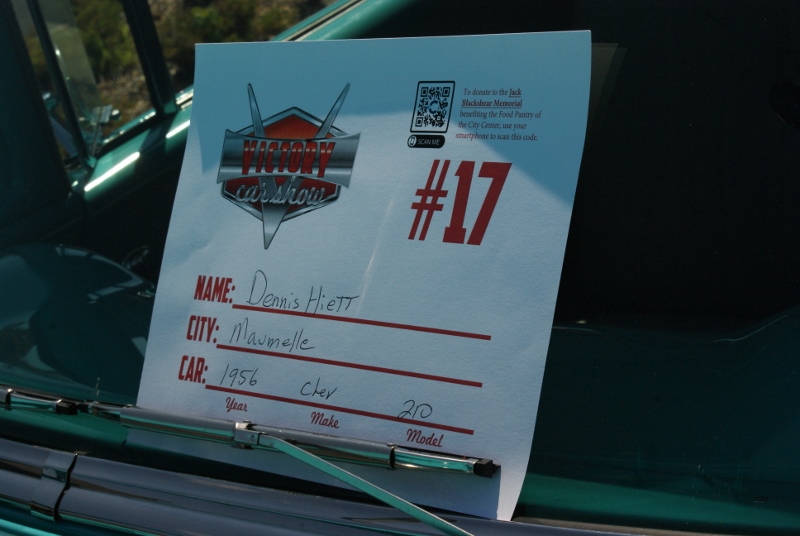 VICTORY
car show
To donate to the Jack
Blackshear Memorial
benefiting the Food Pantry of
the City Center, use your
smartphone to scan this code.
SCAN ME
#17
NAME: Dennis Hiett
CITY: Maumelle
CAR: 1956 Chev 210
Year Make Model